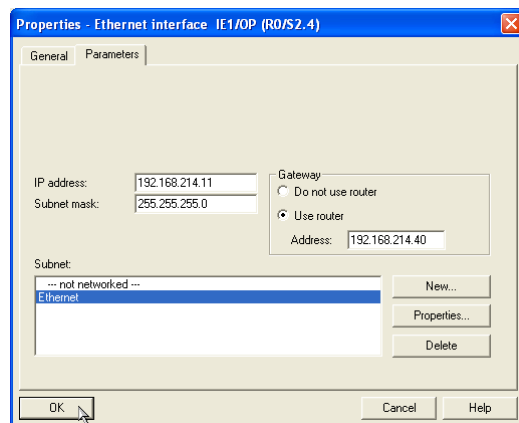 Properties - Ethernet interface IE1/OP (R0/S2.4)
General Parameters
Gateway
IP address: 192.168.214.11
Do not use router
Subnet mask: 255.255.255.0
Use router
Address: 192.168.214.40
Subnet:
--- not networked ---
New...
Ethernet
Properties...
Delete
OK Cancel Help